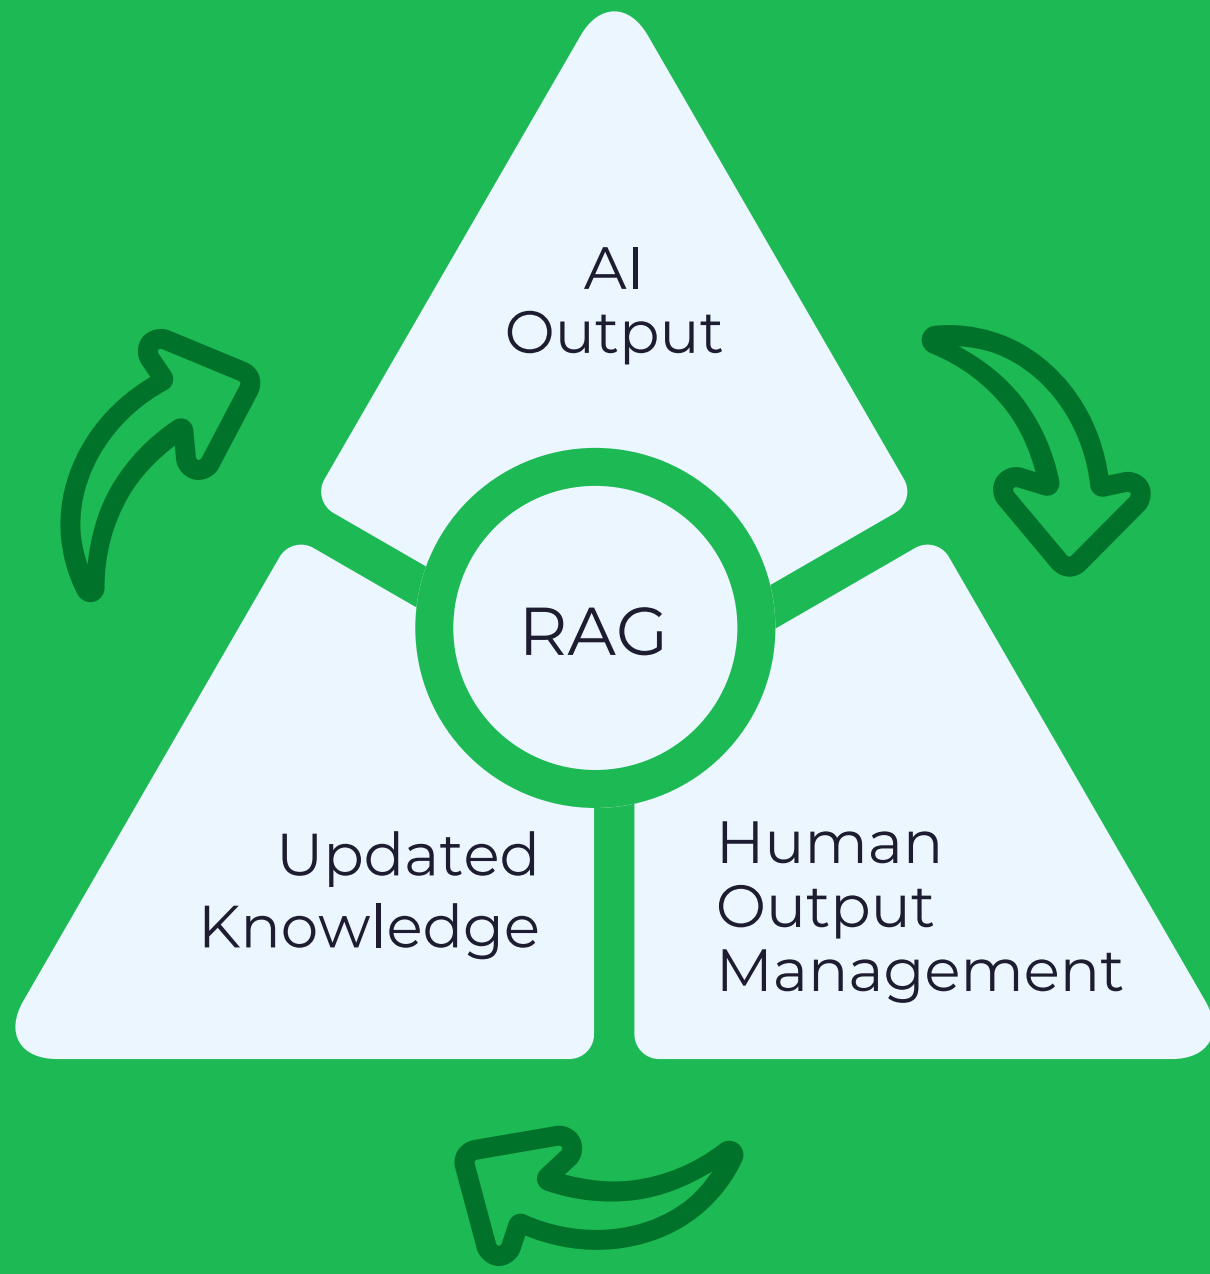 AI
Output
RAG
Updated
Knowledge
Human
Output
Management